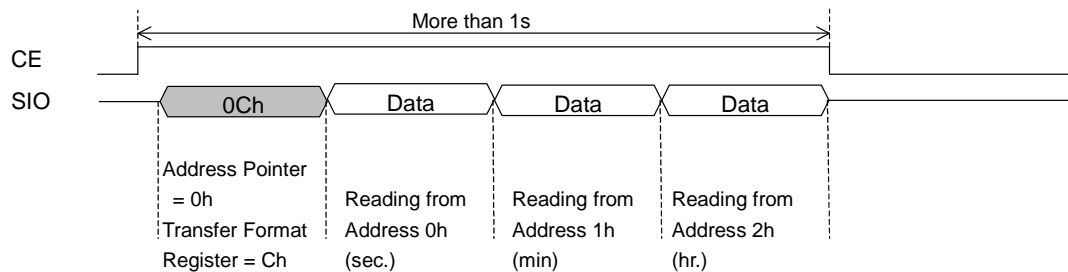 More than 1s
CE
SIO
0Ch Data Data Data
Address Pointer
= 0h
Transfer Format
Register = Ch
Reading from
Address 0h
(sec.)
Reading from
Address 1h
(min)
Reading from
Address 2h
(hr.)